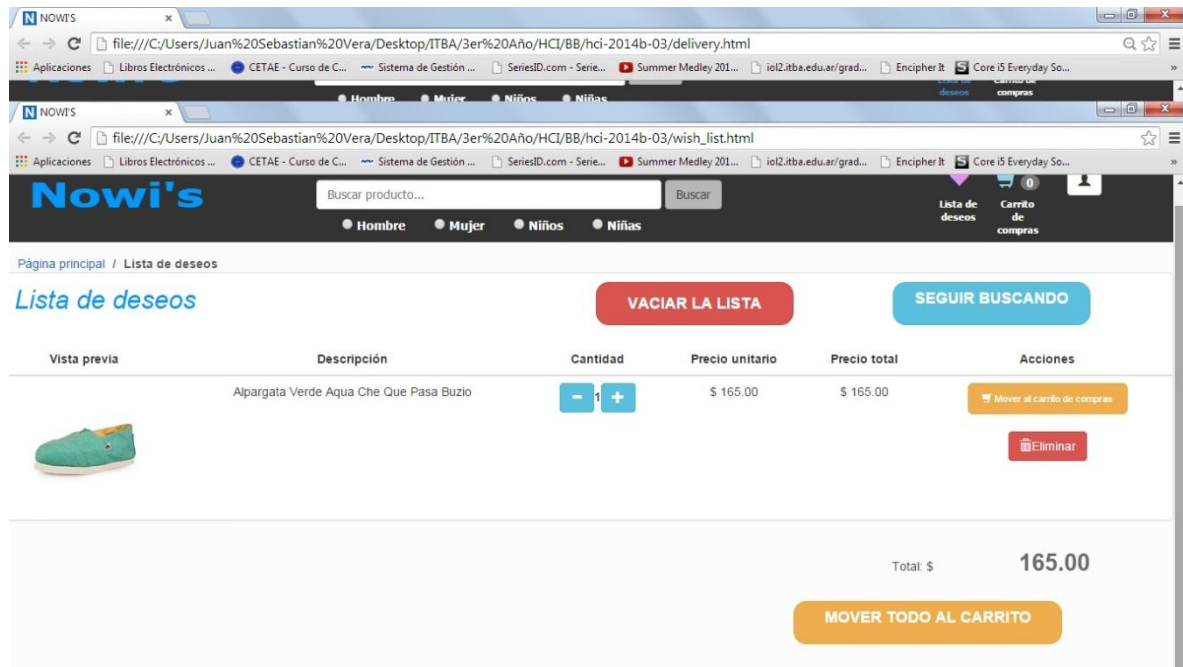 NOWI'S
file:///C:/Users/Juan%20Sebastian%20Vera/Desktop/ITBA/3er%20Año/HCI/BB/hci-2014b-03/delivery.html
Aplicaciones Libros Electrónicos ... CETAE - Curso de C... Sistema de Gestión ... SeriesID.com - Serie... Summer Medley 201... iol2.itba.edu.ar/grad... Encipher It Core i5 Everyday So... »
Hombre Mujer Niños Niñas deseos compras
NOWI'S
file:///C:/Users/Juan%20Sebastian%20Vera/Desktop/ITBA/3er%20Año/HCI/BB/hci-2014b-03/wish_list.html
Aplicaciones Libros Electrónicos ... CETAE - Curso de C... Sistema de Gestión ... SeriesID.com - Serie... Summer Medley 201... iol2.itba.edu.ar/grad... Encipher It Core i5 Everyday So... »
Nowi's Buscar producto... Buscar 0
Lista de deseos Carrito de compras
Hombre Mujer Niños Niñas
Página principal / Lista de deseos
Lista de deseos VACIAR LA LISTA SEGUIR BUSCANDO
Vista previa Descripción Cantidad Precio unitario Precio total Acciones
Alpargata Verde Aqua Che Que Pasa Buzio - 1 + $ 165.00 $ 165.00 Mover al carrito de compras
Eliminar
Total: $ 165.00
MOVER TODO AL CARRITO